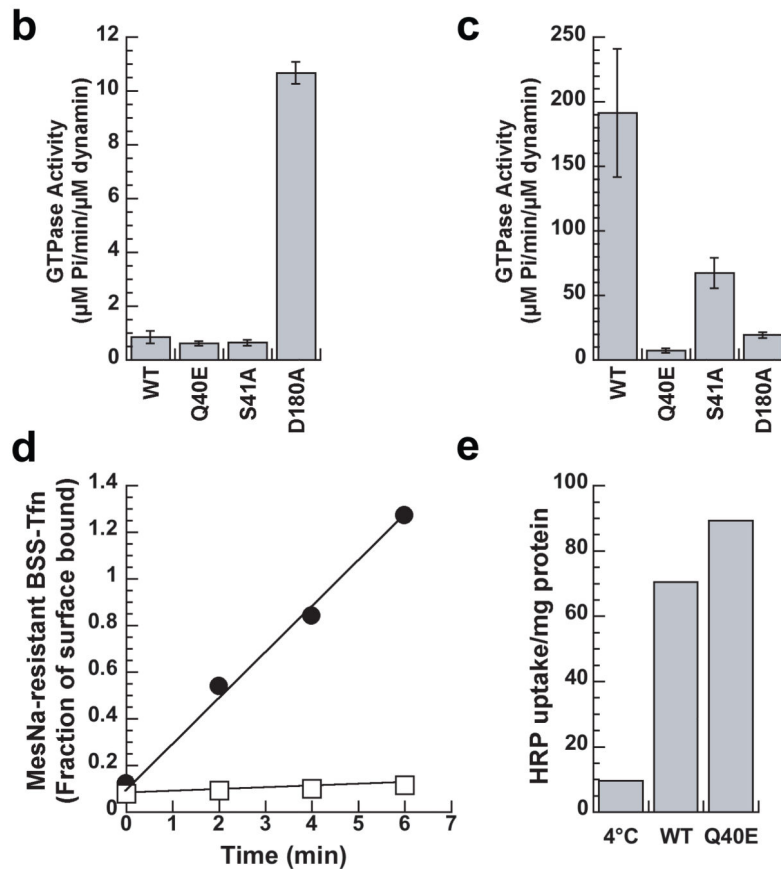 b
GTPase Activity
(µM Pi/min/µM dynamin)
12
10
8
6
4
2
0
WT
Q40E
S41A
D180A
c
GTPase Activity
(µM Pi/min/µM dynamin)
250
200
150
100
50
0
WT
Q40E
S41A
D180A
d
MesNa-resistant BSS-Tfn
(Fraction of surface bound)
1.4
1.2
1
0.8
0.6
0.4
0.2
0
0 1 2 3 4 5 6 7
Time (min)
e
HRP uptake/mg protein
100
80
60
40
20
0
4°C WT Q40E